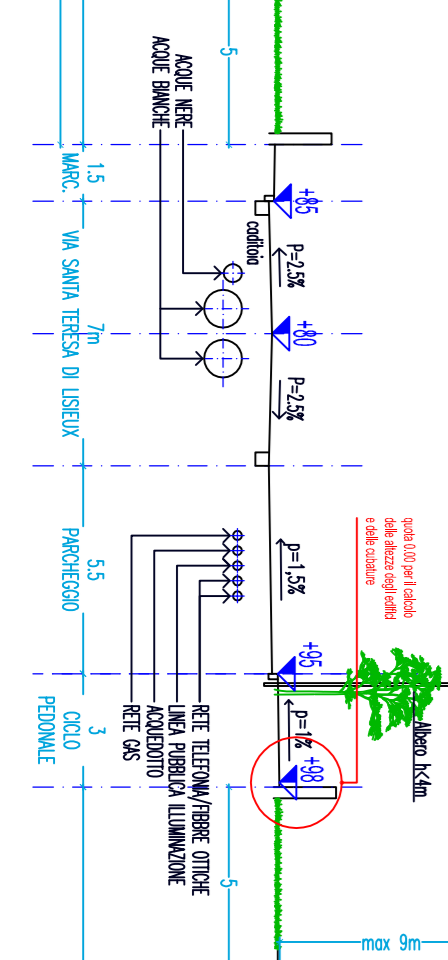 5
ACQUE NERE
ACQUE BIANCHE
1.5
MARC.
+85
caditoia
P=2.5%
7m
VIA SANTA TERESA DI LISIEUX
+80
P=2.5%
quota 0.00 per il calcolo
delle altezze degli edifici
e delle cubature
5.5
PARCHEGGIO
p=1,5%
+95
Albero h<4m
3
CICLO
PEDONALE
p=1%
+98
RETE TELEFONIA/FIBBRE OTTICHE
LINEA PUBBLICA ILLUMINAZIONE
ACQUEDOTTO
RETE GAS
5
max 9m